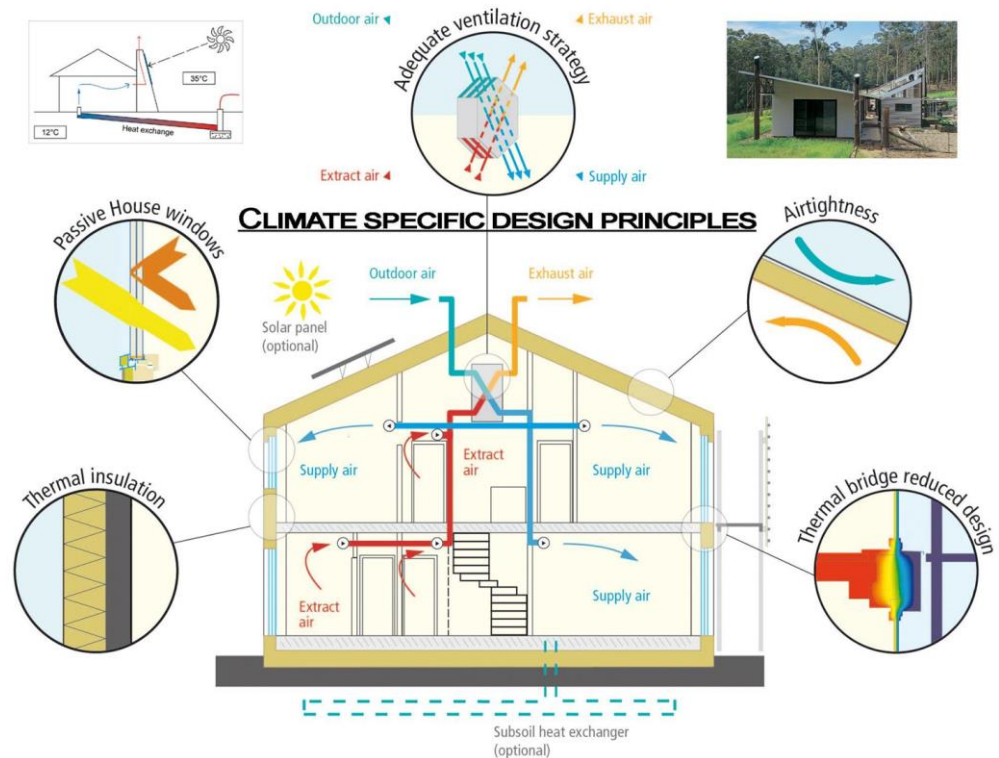 Outdoor air
Exhaust air
Adequate ventilation strategy
Extract air
Supply air
35°C
12°C
Heat exchange
CLIMATE SPECIFIC DESIGN PRINCIPLES
Passive House windows
Airtightness
Outdoor air
Exhaust air
Solar panel
(optional)
Supply air
Extract
air
Supply air
Thermal insulation
Thermal bridge reduced design
Extract
air
Supply air
Subsoil heat exchanger
(optional)